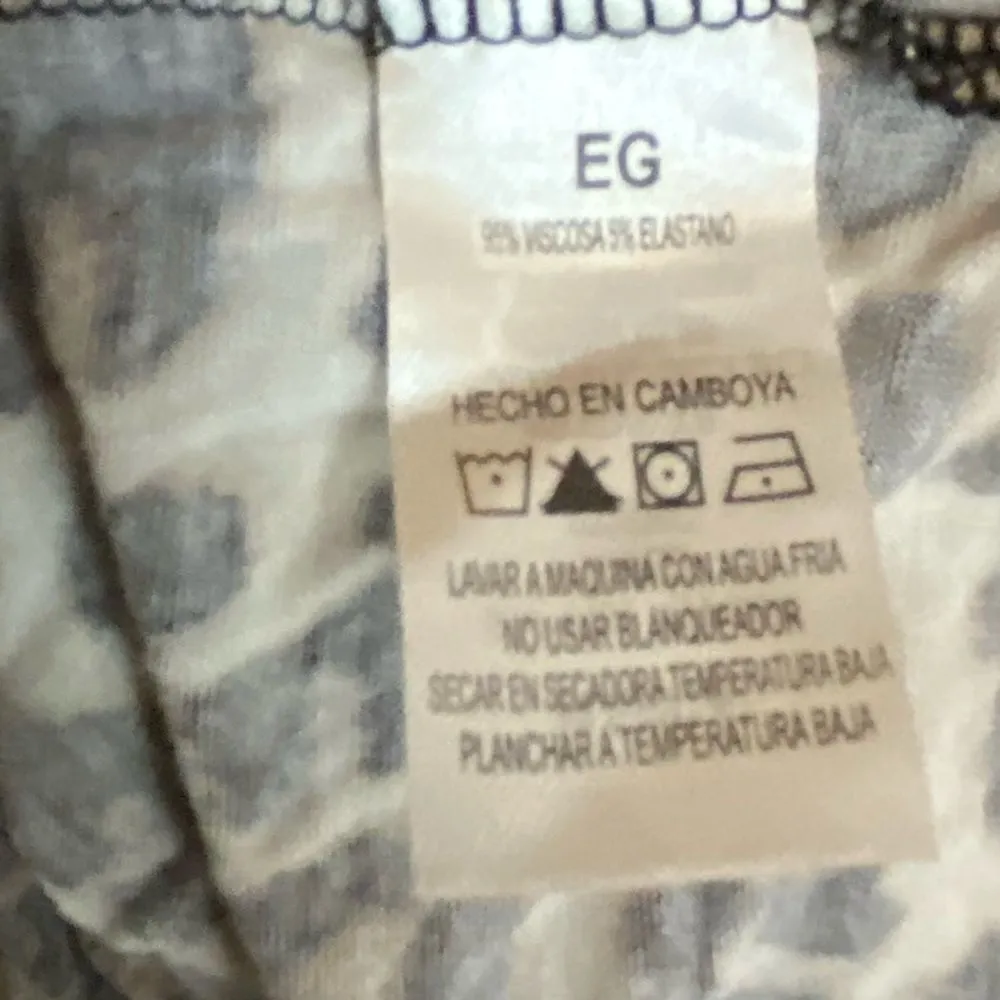 EG
95% VISCOSA 5% ELASTANO
HECHO EN CAMBOYA
LAVAR A MAQUINA CON AGUA FRIA
NO USAR BLANQUEADOR
SECAR EN SECADORA TEMPERATURA BAJA
PLANCHAR A TEMPERATURA BAJA